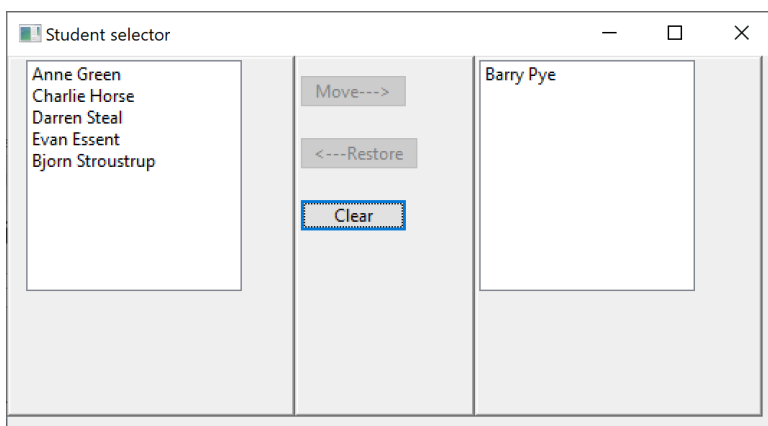 Student selector
Anne Green
Charlie Horse
Darren Steal
Evan Essent
Bjorn Stroustrup
Move--->
<---Restore
Clear
Barry Pye